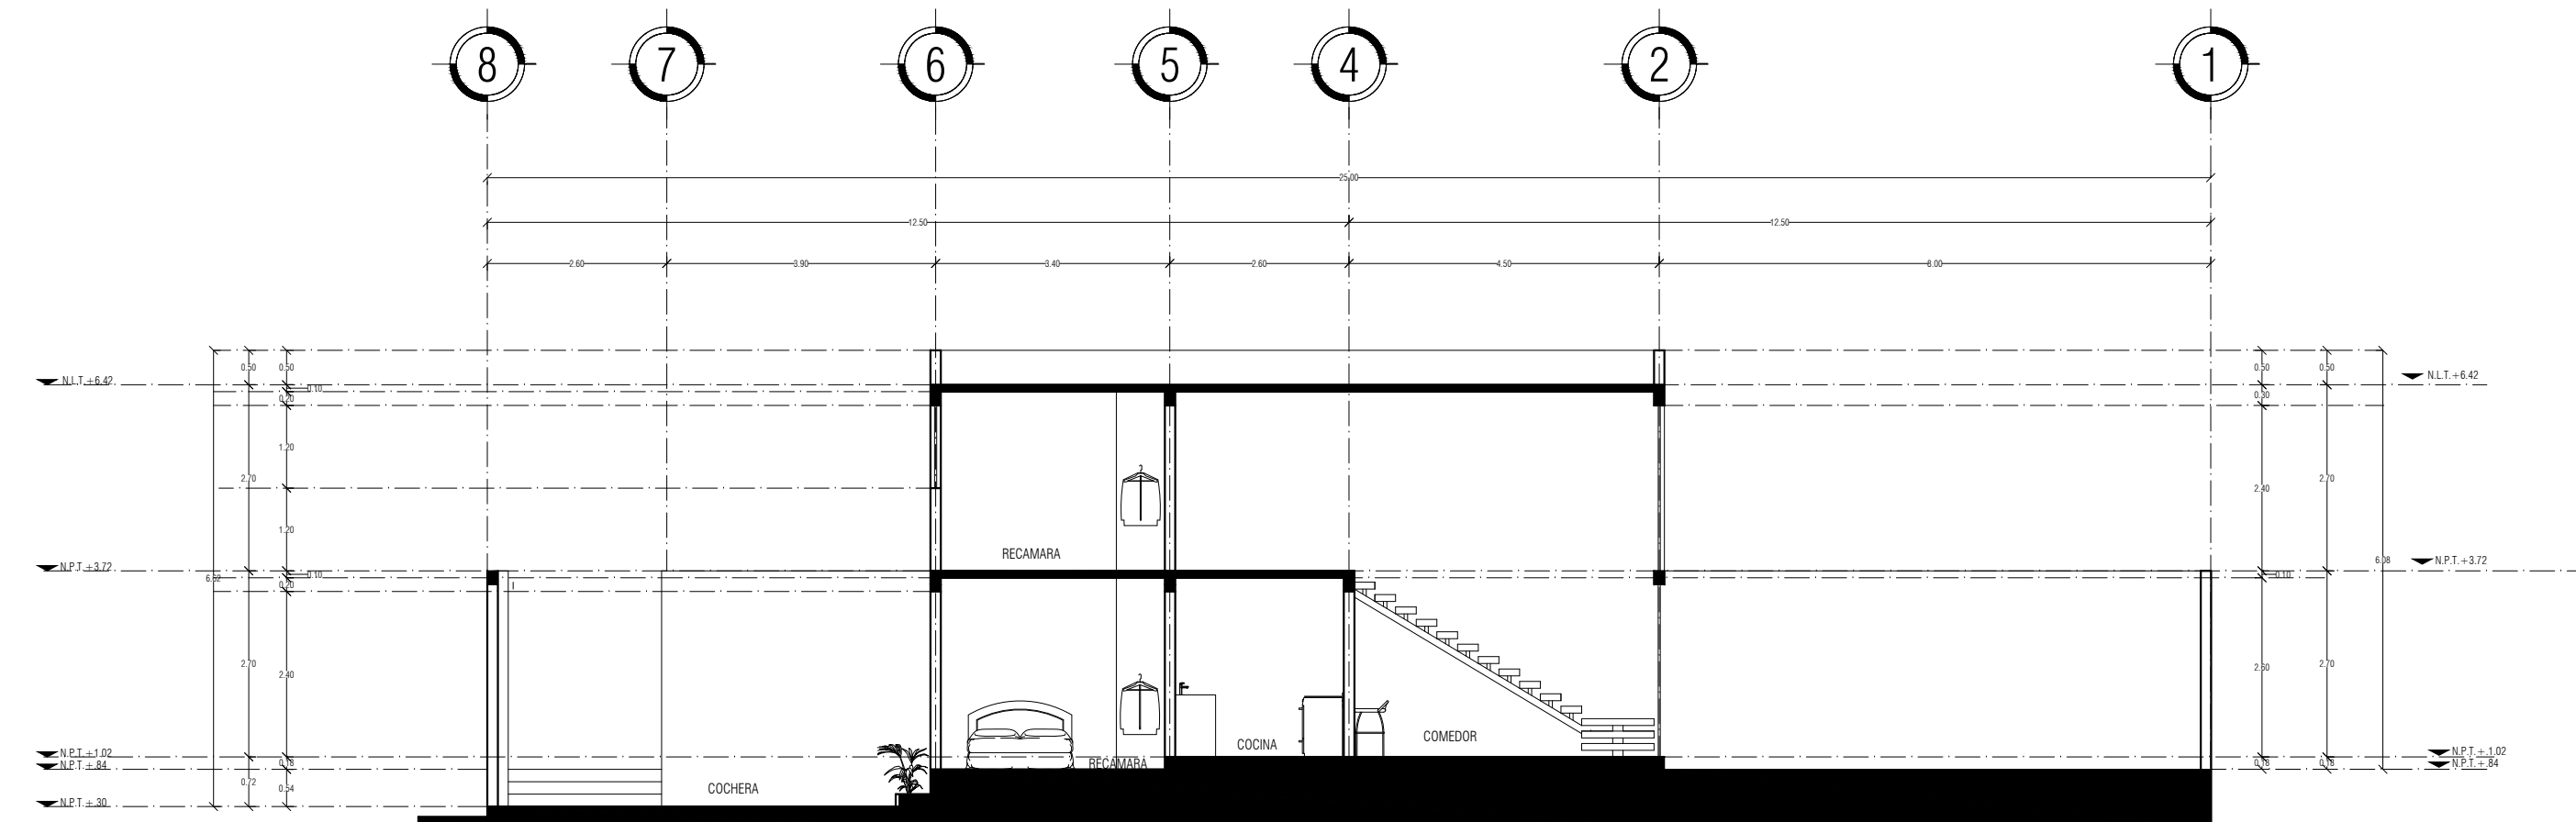 8 7 6 5 4 2 1
25.00
12.50 12.50
2.60 3.90 3.40 2.60 4.50 8.00
0.50 0.50 0.50 0.50
N.L.T.+6.42 0.10 N.L.T.+6.42
0.20 0.30
1.20
2.70 2.40 2.70
1.20
RECAMARA
N.P.T.+3.72 0.10 6.08 N.P.T.+3.72
0.20 0.10
2.70 2.40 2.60 2.70
COCINA COMEDOR
N.P.T.+1.02 N.P.T.+.1.02
N.P.T.+.84 0.18 RECAMARA 0.18 0.18 N.P.T.+.84
0.72 0.54 COCHERA
N.P.T.+.30